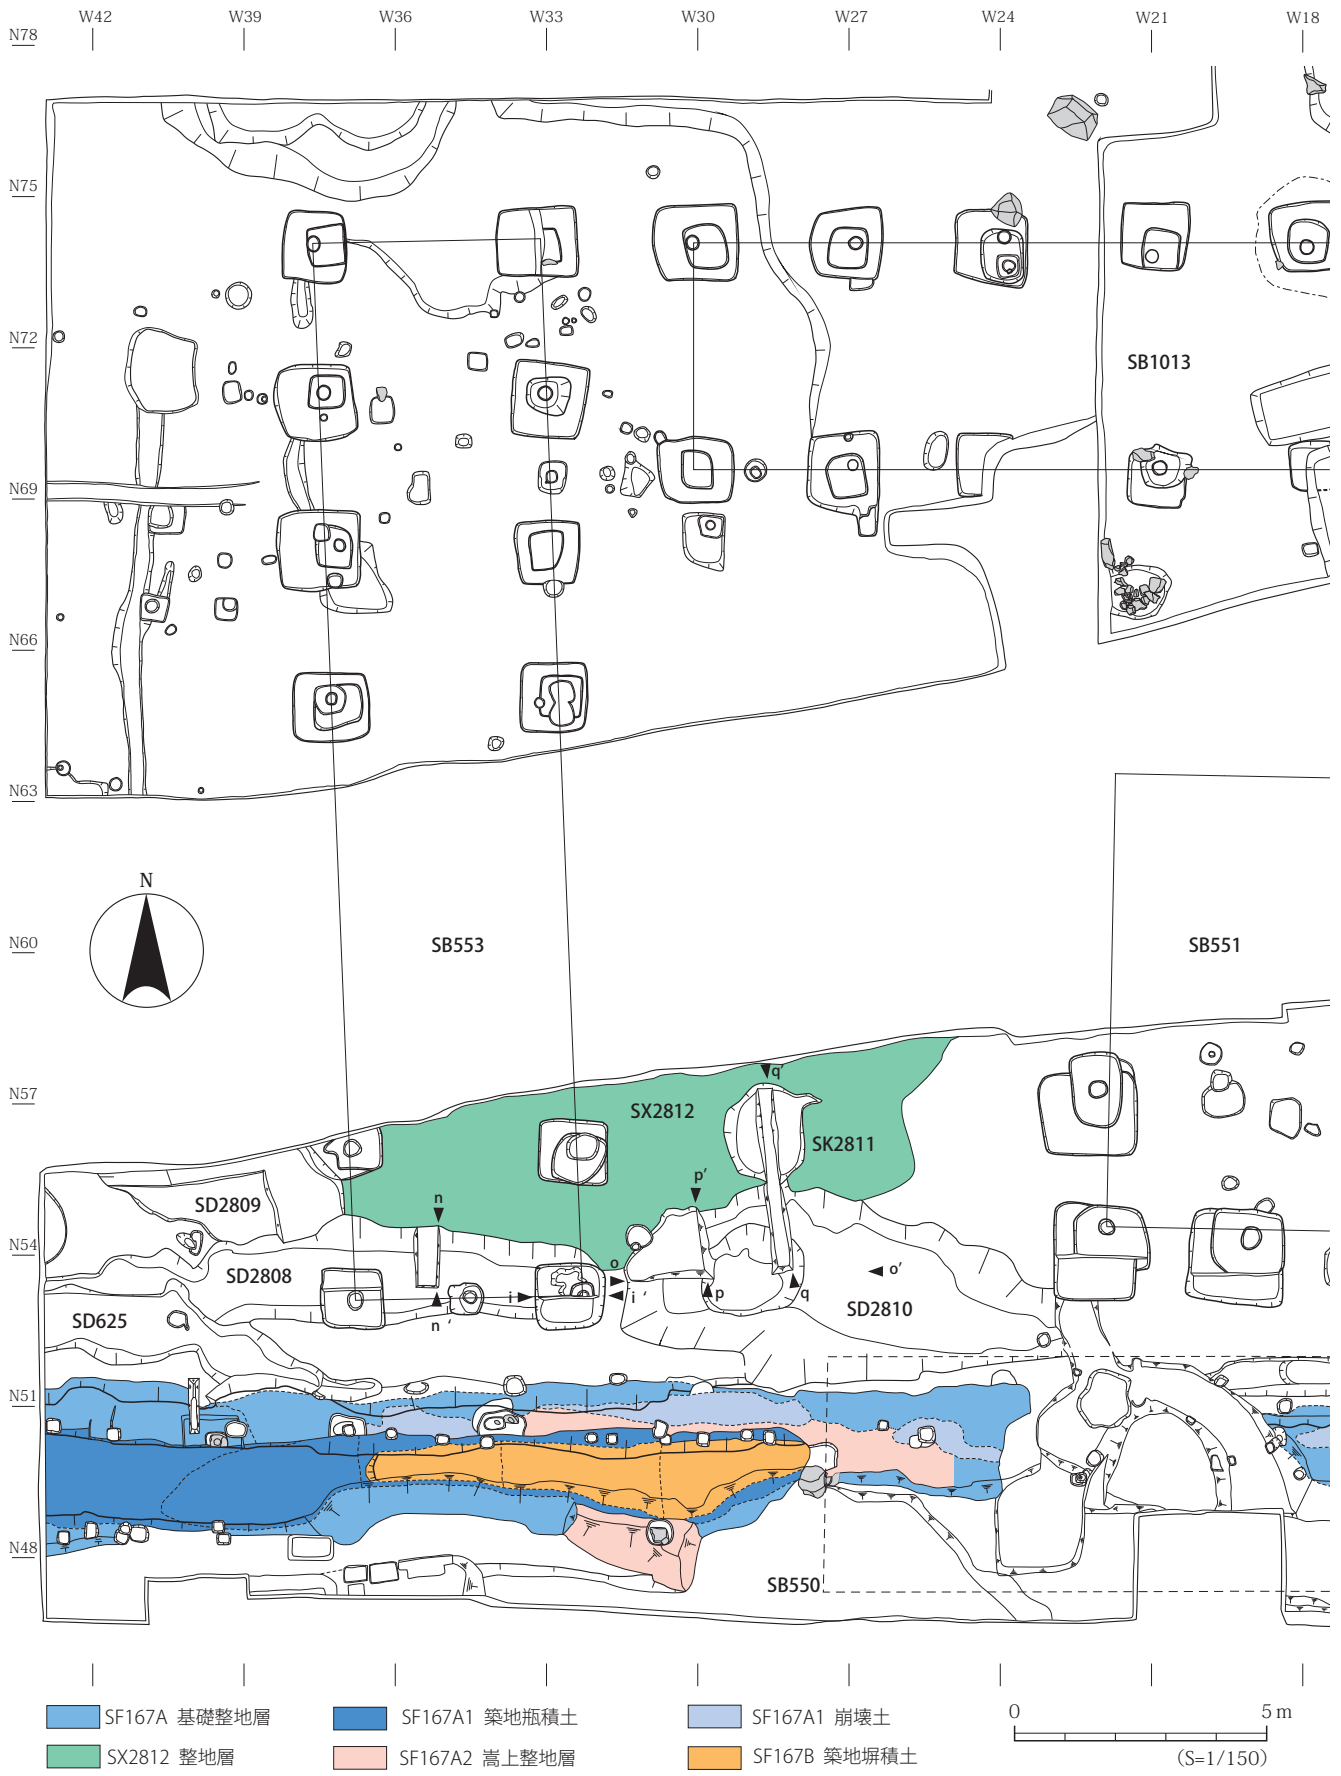 W42 W39 W36 W33 W30 W27 W24 W21 W18
N78
N75
N72
SB1013
N69
N66
N63
N
N60
SB553 SB551
N57
q'
SX2812
SK2811
p'
n
SD2809
N54
SD2808
o
o'
i
i '
p
q
SD2810
SD625
n '
N51
N48
SB550
SF167A 基礎整地層
SF167A1 築地瓶積土
SF167A1 崩壊土
SX2812 整地層
SF167A2 嵩上整地層
SF167B 築地塀積土
0 5 m
(S=1/150)